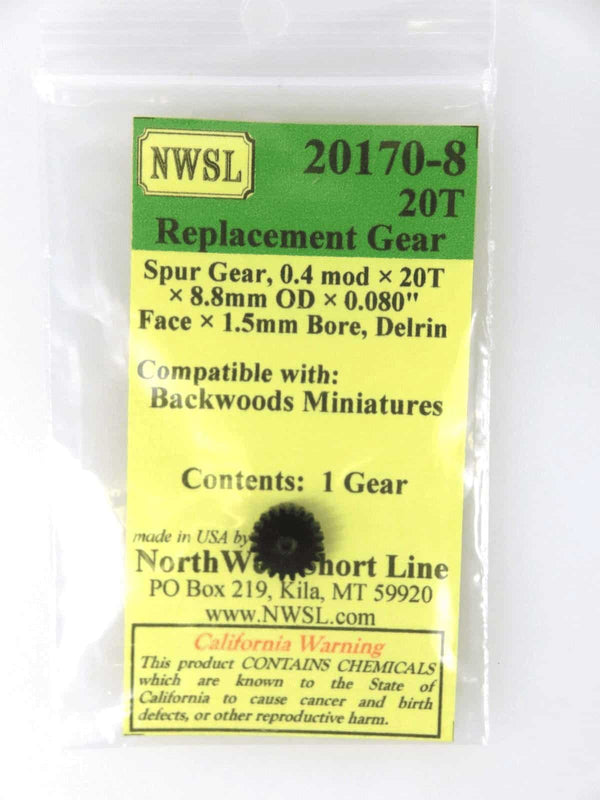 NWSL
20170-8
20T
Replacement Gear
Spur Gear, 0.4 mod × 20T
× 8.8mm OD × 0.080"
Face × 1.5mm Bore, Delrin
Compatible with:
Backwoods Miniatures
Contents: 1 Gear
made in USA by
North hort Line
PO Box 219, Kila, MT 59920
www.NWSL.com
California Warning
This product CONTAINS CHEMICALS
which are known to the State of
California to cause cancer and birth
defects, or other reproductive harm.